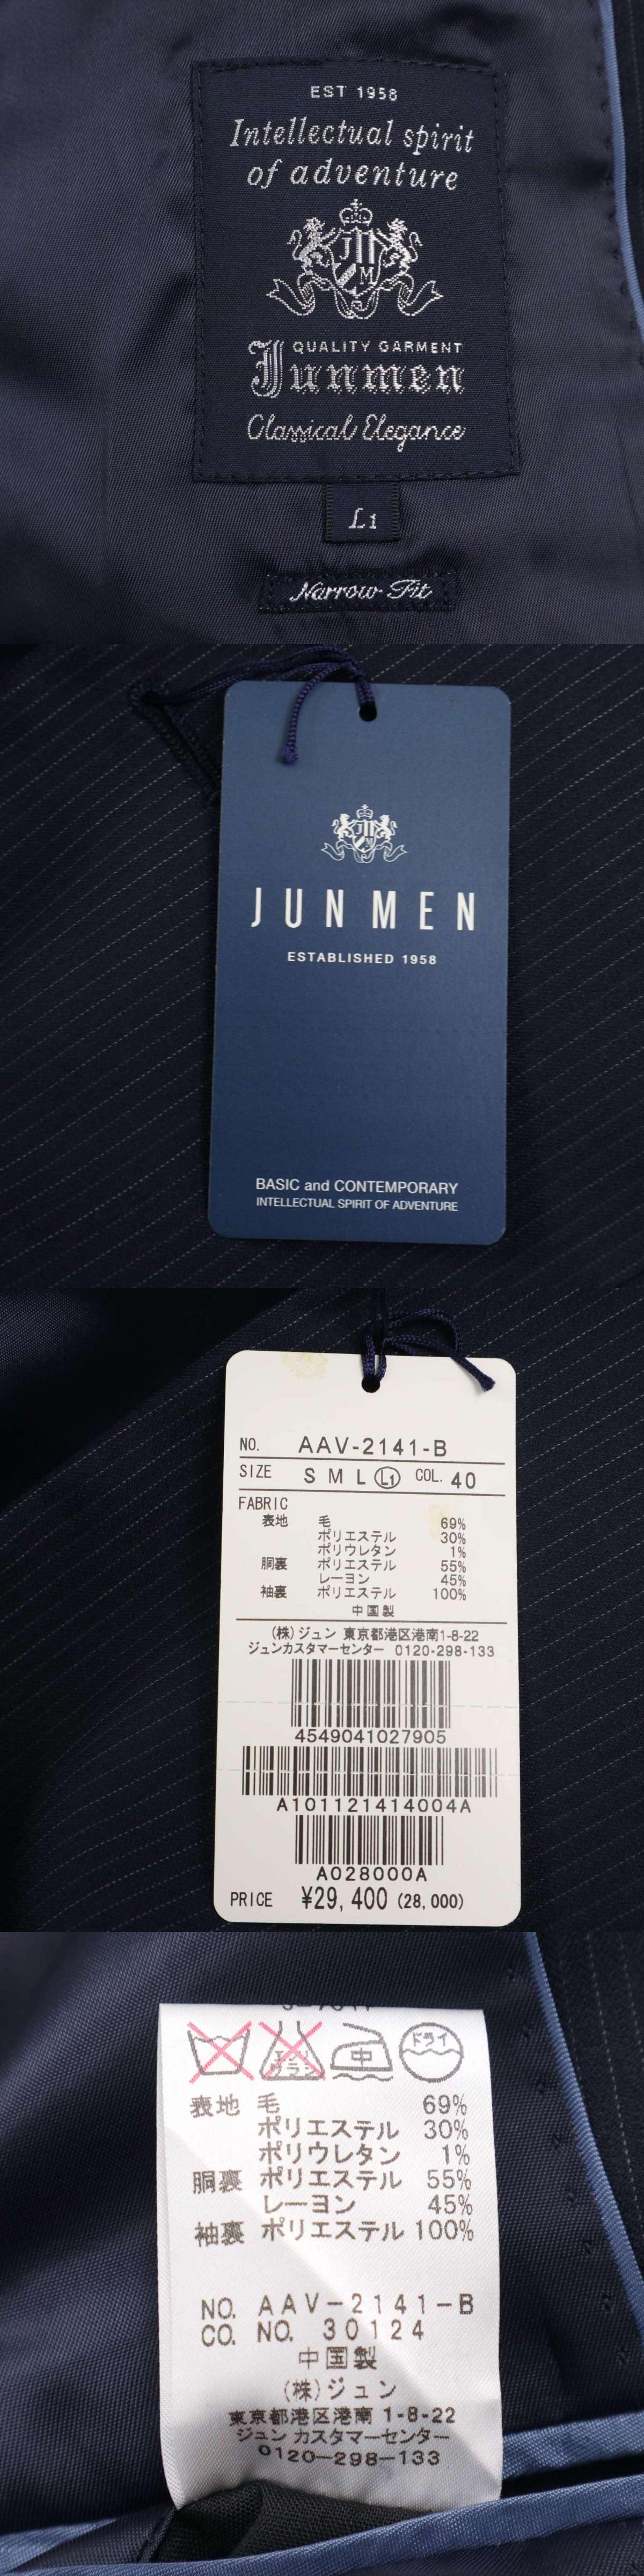 EST 1958
Intellectual spirit
of adventure
JM
QUALITY GARMENT
Junmen
Classical Elegance
L1
Narrow Fit
JM
JUN MEN
ESTABLISHED 1958
BASIC and CONTEMPORARY
INTELLECTUAL SPIRIT OF ADVENTURE
NO. AAV-2141-B
SIZE S M L L1 COL. 40
FABRIC
表地 毛 69%
ポリエステル 30%
ポリウレタン 1%
胴裏 ポリエステル 55%
レーヨン 45%
袖裏 ポリエステル 100%
中国製
(株)ジュン 東京都港区港南1-8-22
ジュンカスタマーセンター 0120-298-133
4549041027905
A101121414004A
A028000A
PRICE ¥29,400 (28,000)
エンソ
サラシ
中
ドライ
表地 毛 69%
ポリエステル 30%
ポリウレタン 1%
胴裏 ポリエステル 55%
レーヨン 45%
袖裏 ポリエステル 100%
NO. AAV-2141-B
CO. NO. 30124
中国製
(株)ジュン
東京都港区港南 1-8-22
ジュン カスタマーセンター
0120-298-133